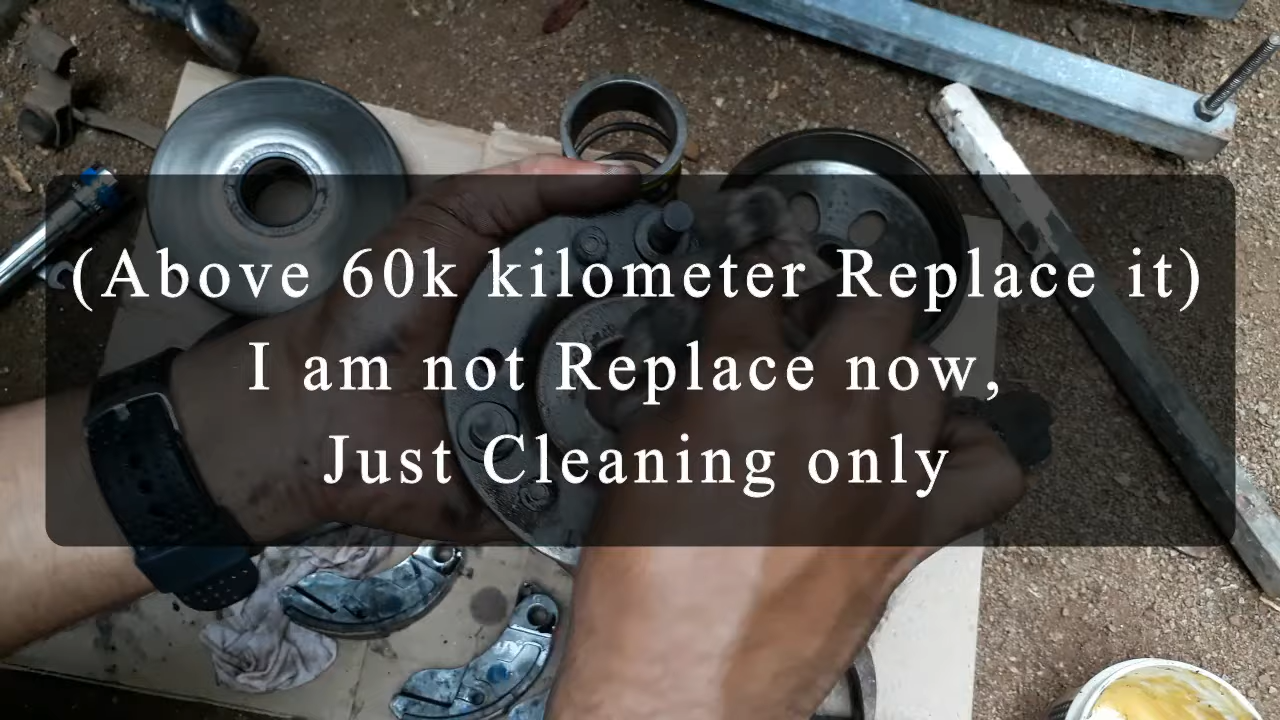 (Above 60k kilometer Replace it)
I am not Replace now,
Just Cleaning only